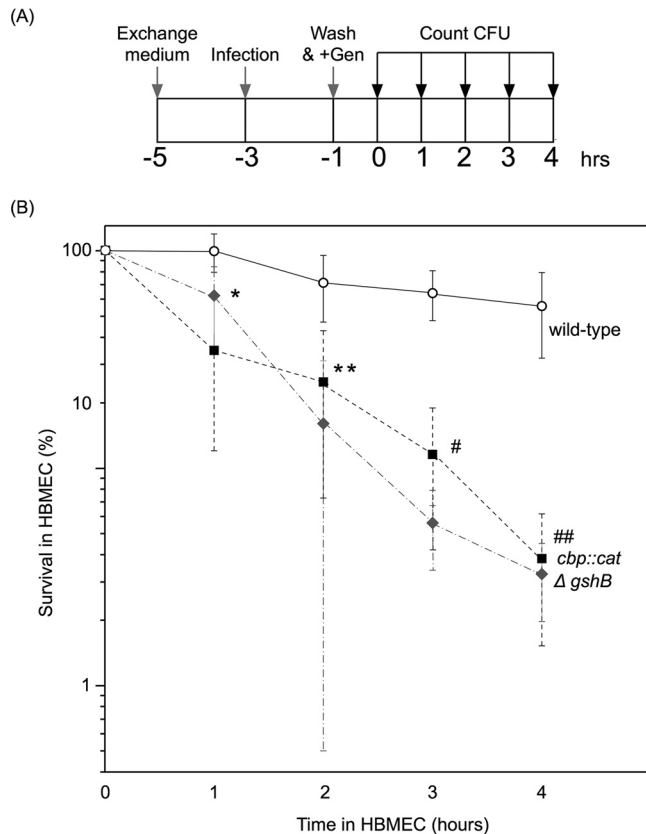 (A)
Exchange medium
Infection
Wash & +Gen
Count CFU
-5 -3 -1 0 1 2 3 4 hrs
(B)
100
wild-type
*
**
10
#
##
cbp::cat
Δ gshB
1
0 1 2 3 4
Survival in HBMEC (%)
Time in HBMEC (hours)